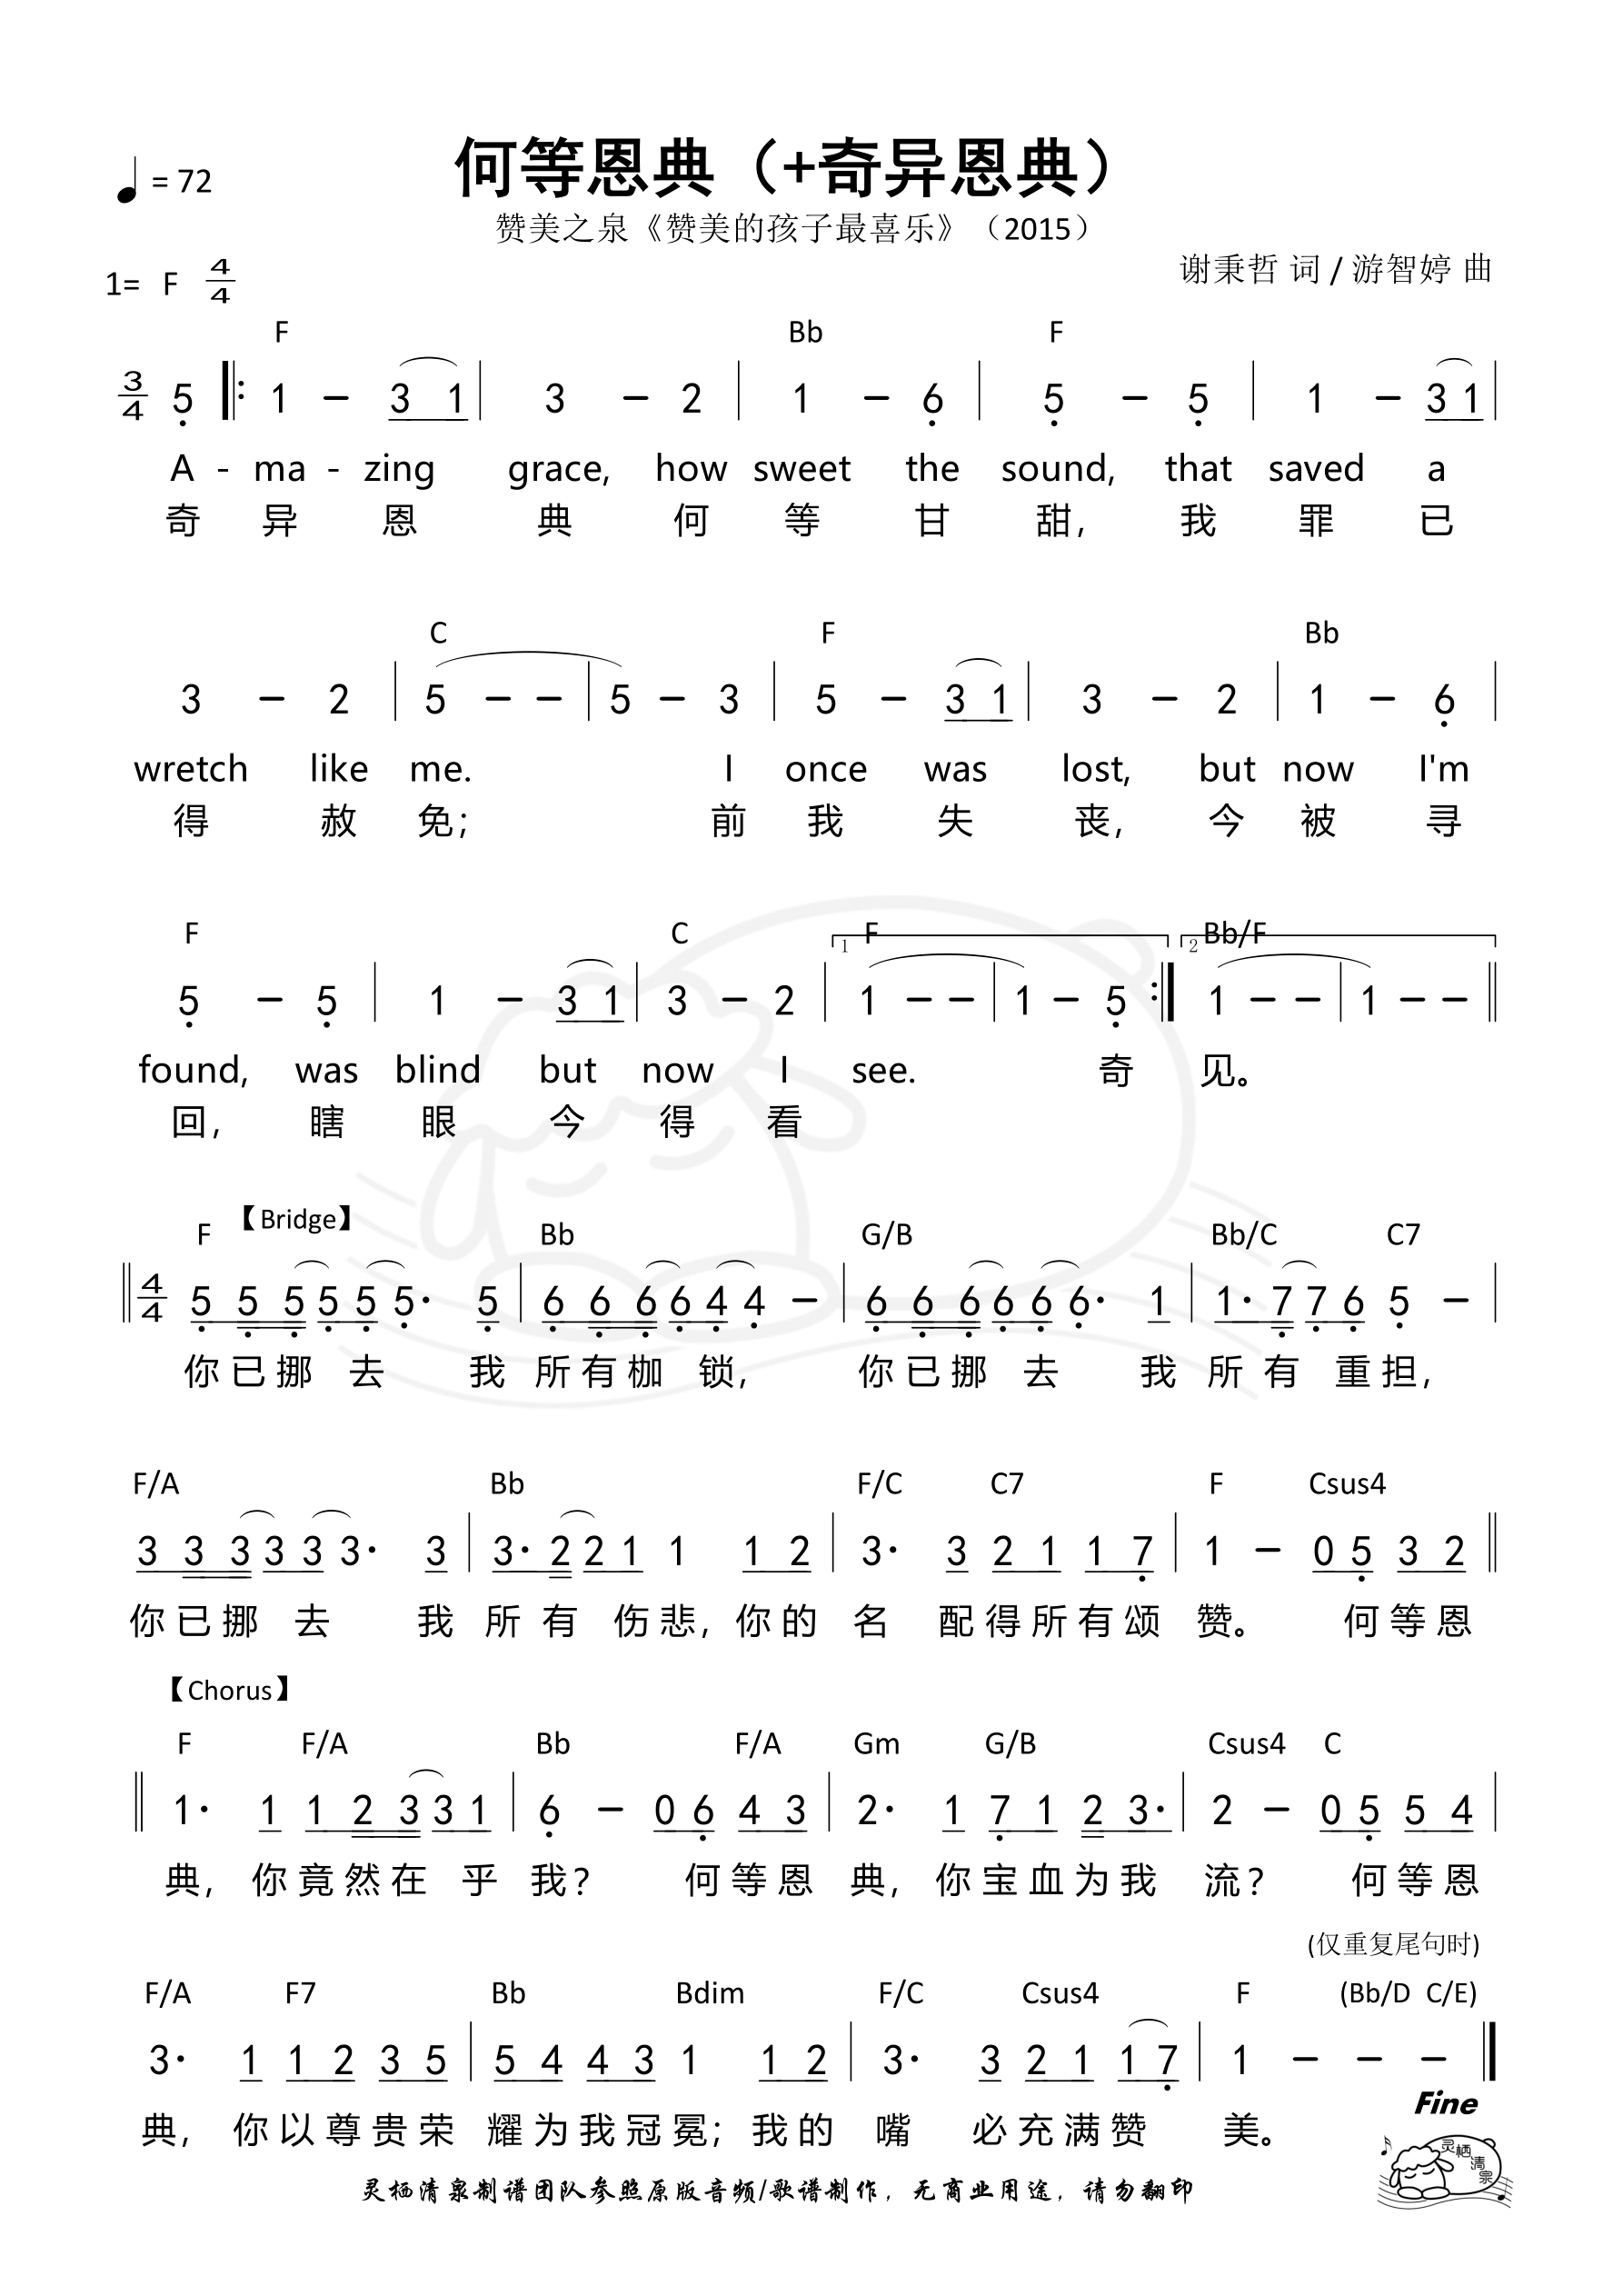 何等恩典（+奇异恩典）
♩ = 72
赞美之泉《赞美的孩子最喜乐》（2015）
1= F 4/4
谢秉哲 词 / 游智婷 曲
F Bb F
3/4 5̣ ‖: 1 – 3 1 | 3 – 2 | 1 – 6̣ | 5̣ – 5̣ | 1 – 3 1 |
A - ma - zing grace, how sweet the sound, that saved a
奇 异 恩 典 何 等 甘 甜， 我 罪 已
C F Bb
3 – 2 | 5 – – | 5 – 3 | 5 – 3 1 | 3 – 2 | 1 – 6̣ |
wretch like me. I once was lost, but now I'm
得 赦 免； 前 我 失 丧， 今 被 寻
F C 1 F 2 Bb/F
5̣ – 5̣ | 1 – 3 1 | 3 – 2 | 1 – – | 1 – 5̣ :‖ 1 – – | 1 – – ‖
found, was blind but now I see. 奇 见。
回， 瞎 眼 今 得 看
F 【Bridge】 Bb G/B Bb/C C7
‖ 4/4 5̣ 5̣ 5̣ 5̣ 5̣ 5̣· 5̣ | 6̣ 6̣ 6̣ 6̣ 4̣ 4̣ – | 6̣ 6̣ 6̣ 6̣ 6̣ 6̣· 1 | 1· 7̣ 7̣ 6̣ 5̣ – |
你 已 挪 去 我 所 有 枷 锁， 你 已 挪 去 我 所 有 重 担，
F/A Bb F/C C7 F Csus4
3 3 3 3 3 3· 3 | 3· 2 2 1 1 1 2 | 3· 3 2 1 1 7̣ | 1 – 0 5̣ 3 2 ‖
你 已 挪 去 我 所 有 伤 悲， 你 的 名 配 得 所 有 颂 赞。 何 等 恩
【Chorus】
F F/A Bb F/A Gm G/B Csus4 C
‖ 1· 1 1 2 3 3 1 | 6̣ – 0 6̣ 4 3 | 2· 1 7̣ 1 2 3· | 2 – 0 5̣ 5 4 |
典， 你 竟 然 在 乎 我？ 何 等 恩 典， 你 宝 血 为 我 流？ 何 等 恩
(仅重复尾句时)
F/A F7 Bb Bdim F/C Csus4 F (Bb/D C/E)
3· 1 1 2 3 5 | 5 4 4 3 1 1 2 | 3· 3 2 1 1 7̣ | 1 – – – ‖
Fine
典， 你 以 尊 贵 荣 耀 为 我 冠 冕； 我 的 嘴 必 充 满 赞 美。
灵栖清泉
灵栖清泉制谱团队参照原版音频/歌谱制作，无商业用途，请勿翻印